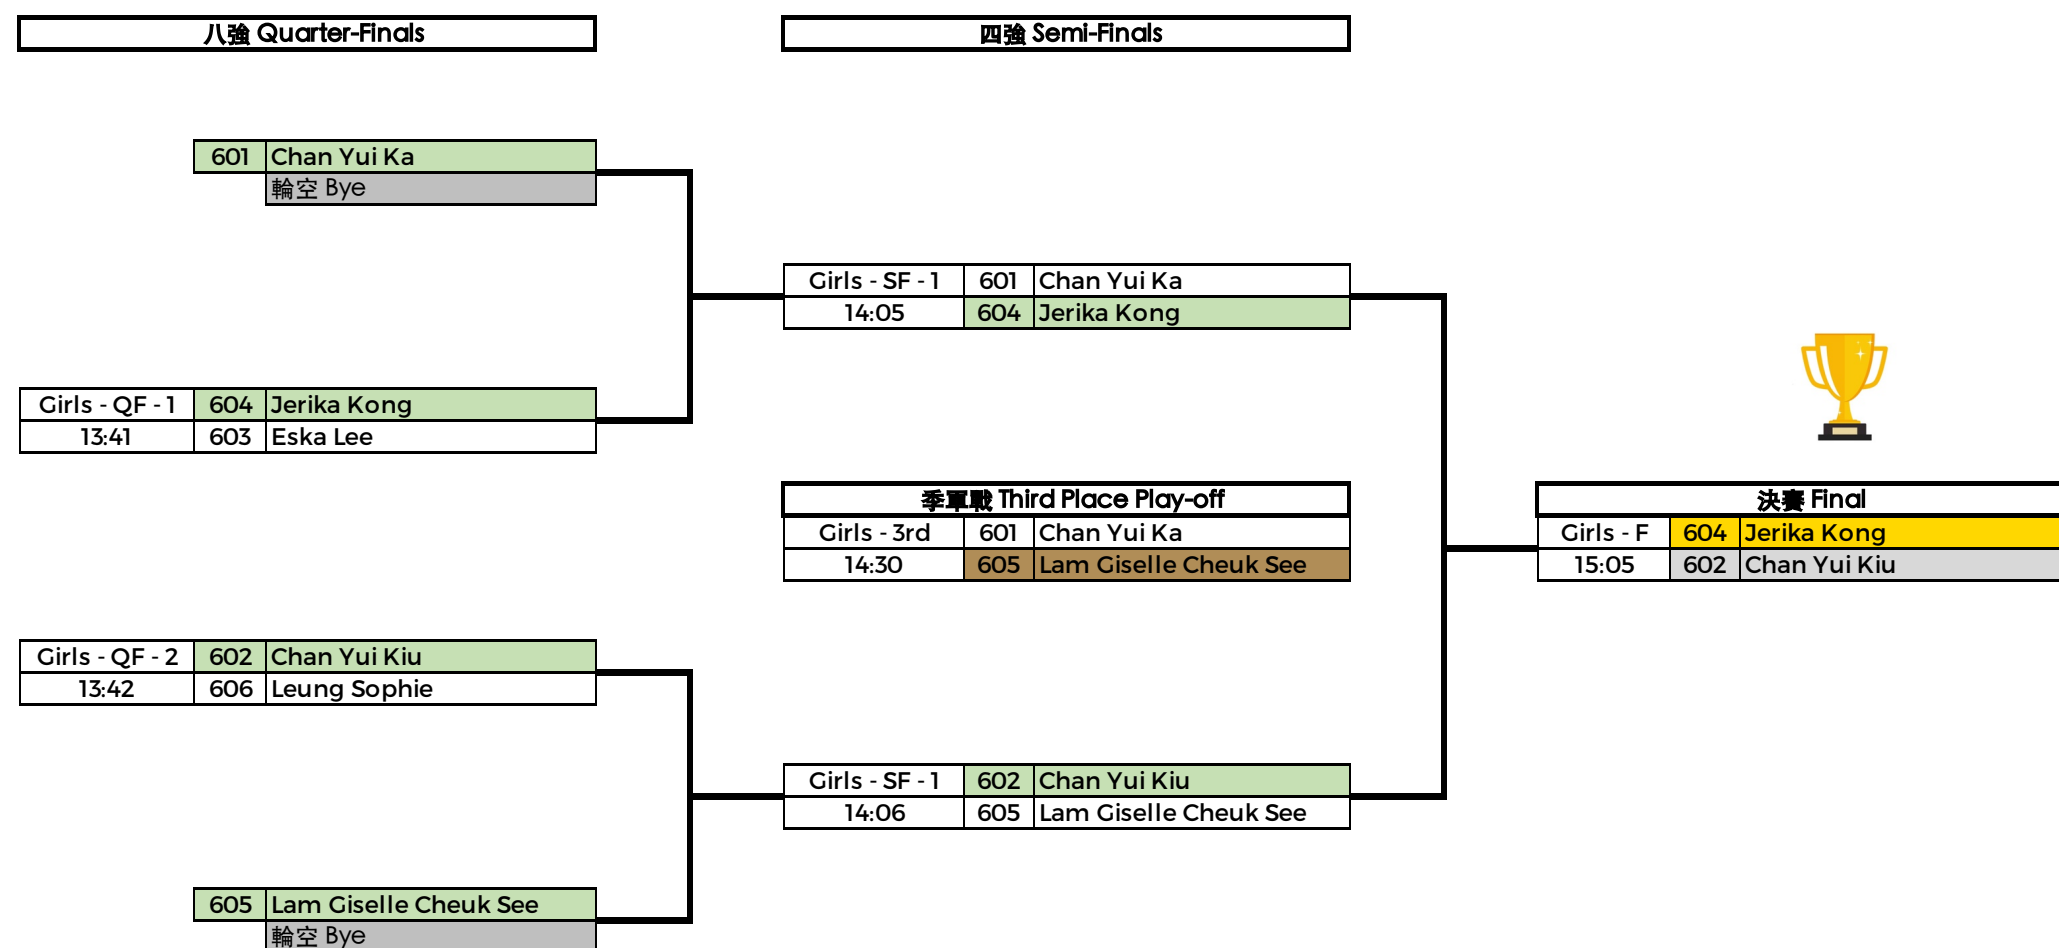 八強 Quarter-Finals
四強 Semi-Finals
601 Chan Yui Ka
輪空 Bye
Girls - SF - 1 601 Chan Yui Ka
14:05 604 Jerika Kong
Girls - QF - 1 604 Jerika Kong
13:41 603 Eska Lee
季軍戰 Third Place Play-off
決賽 Final
Girls - 3rd 601 Chan Yui Ka
Girls - F 604 Jerika Kong
14:30 605 Lam Giselle Cheuk See
15:05 602 Chan Yui Kiu
Girls - QF - 2 602 Chan Yui Kiu
13:42 606 Leung Sophie
Girls - SF - 1 602 Chan Yui Kiu
14:06 605 Lam Giselle Cheuk See
605 Lam Giselle Cheuk See
輪空 Bye